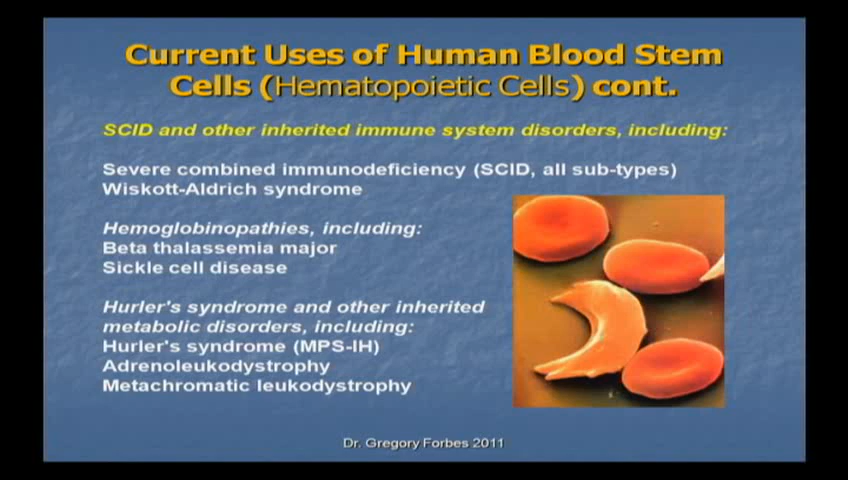 Current Uses of Human Blood Stem
Cells (Hematopoietic Cells) cont.
SCID and other inherited immune system disorders, including:
Severe combined immunodeficiency (SCID, all sub-types)
Wiskott-Aldrich syndrome
Hemoglobinopathies, including:
Beta thalassemia major
Sickle cell disease
Hurler's syndrome and other inherited
metabolic disorders, including:
Hurler's syndrome (MPS-IH)
Adrenoleukodystrophy
Metachromatic leukodystrophy
Dr. Gregory Forbes 2011